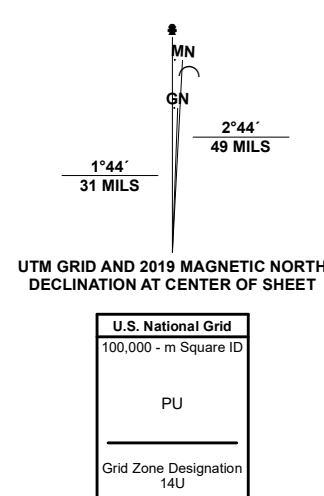 MN
GN
2°44´
49 MILS
1°44´
31 MILS
UTM GRID AND 2019 MAGNETIC NORTH
DECLINATION AT CENTER OF SHEET
U.S. National Grid
100,000 - m Square ID
PU
Grid Zone Designation
14U